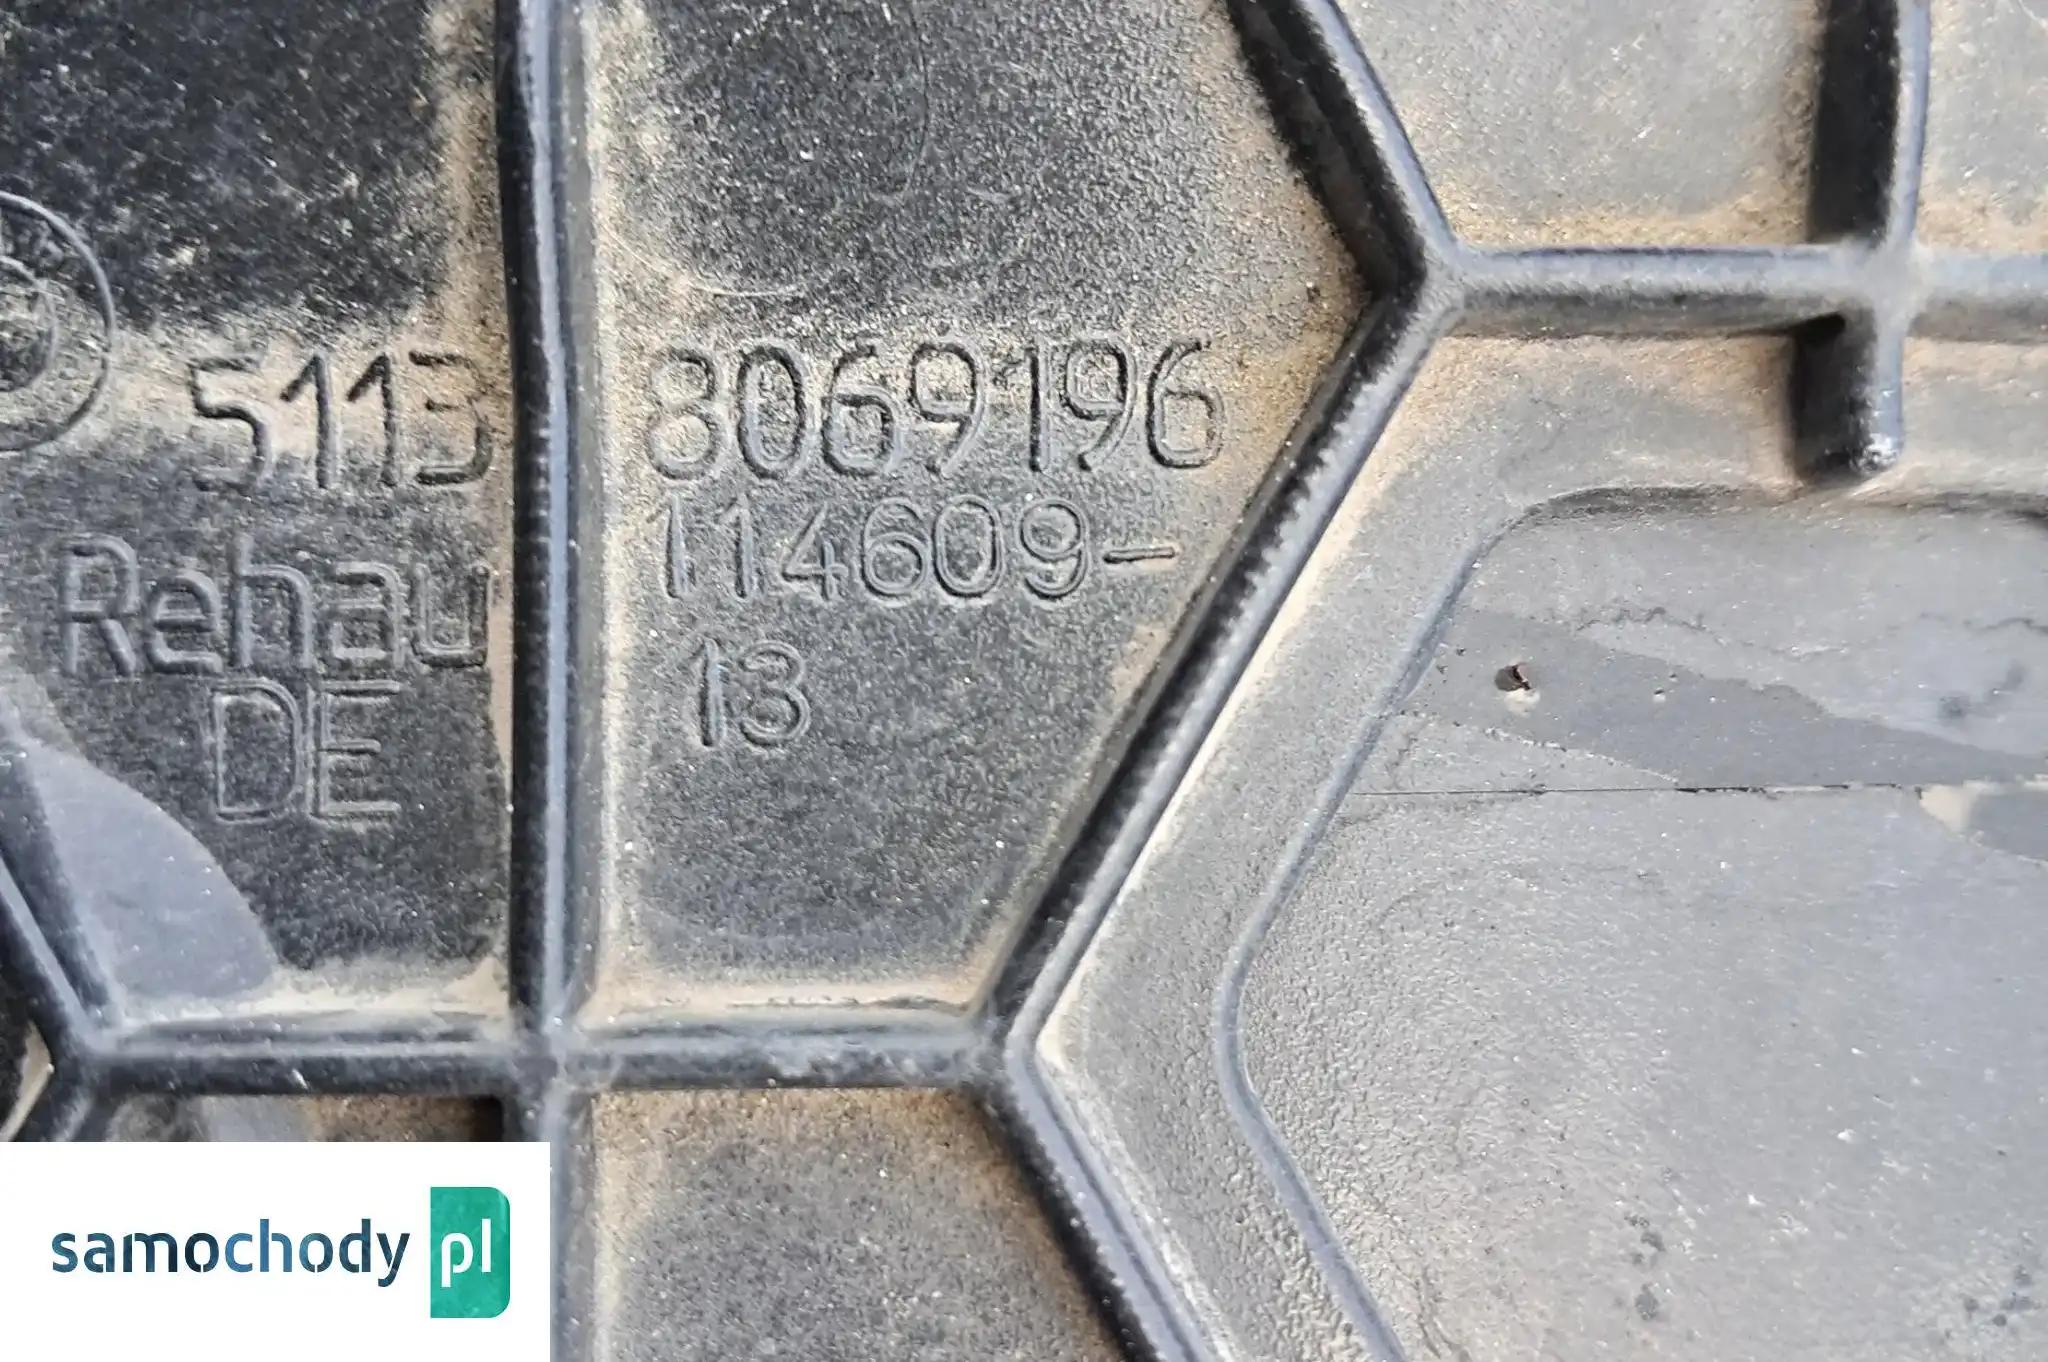 5113 8069196
Rehau 114609-
DE 13
samochody pl